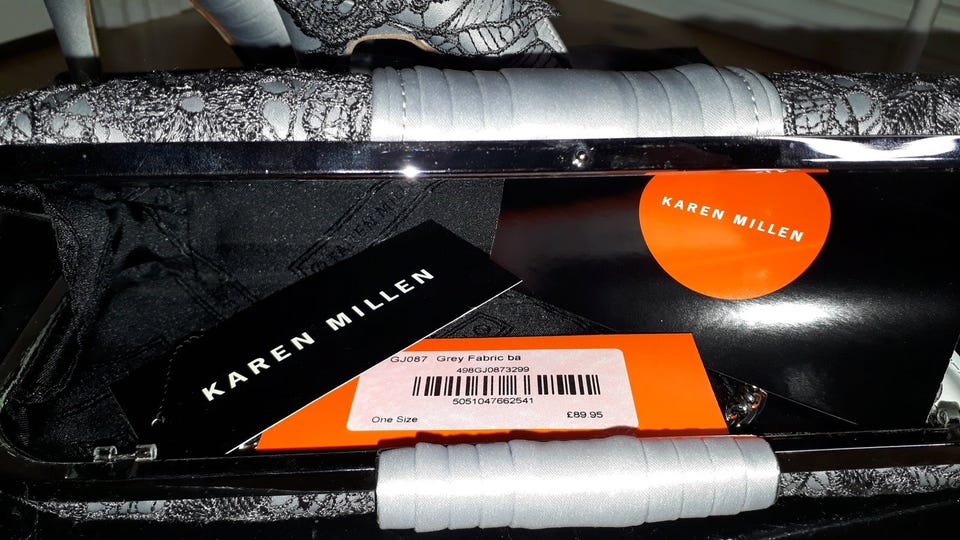 KAREN MILLEN
KAREN MILLEN
GJ087 Grey Fabric ba
498GJ0873299
5051047662541
One Size £89.95